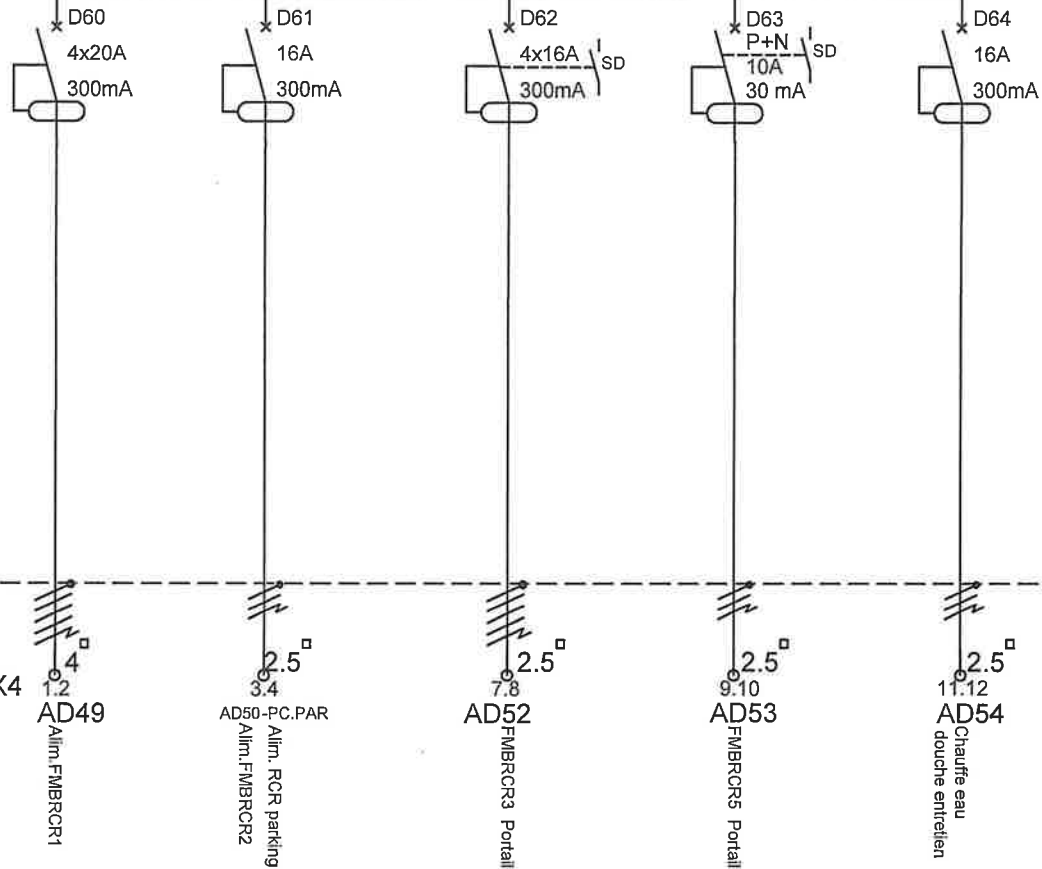 D60
4x20A
300mA
D61
16A
300mA
D62
4x16A
300mA
SD
D63
P+N
10A
30 mA
SD
D64
16A
300mA
4
2.5
2.5
2.5
2.5
X4
1.2
3.4
7.8
9.10
11.12
AD49
AD50-PC.PAR
AD52
AD53
AD54
Alim.FMBRCR1
Alim. RCR parking
Alim.FMBRCR2
FMBRCR3 Portail
FMBRCR5 Portail
Chauffe eau
douche entretien